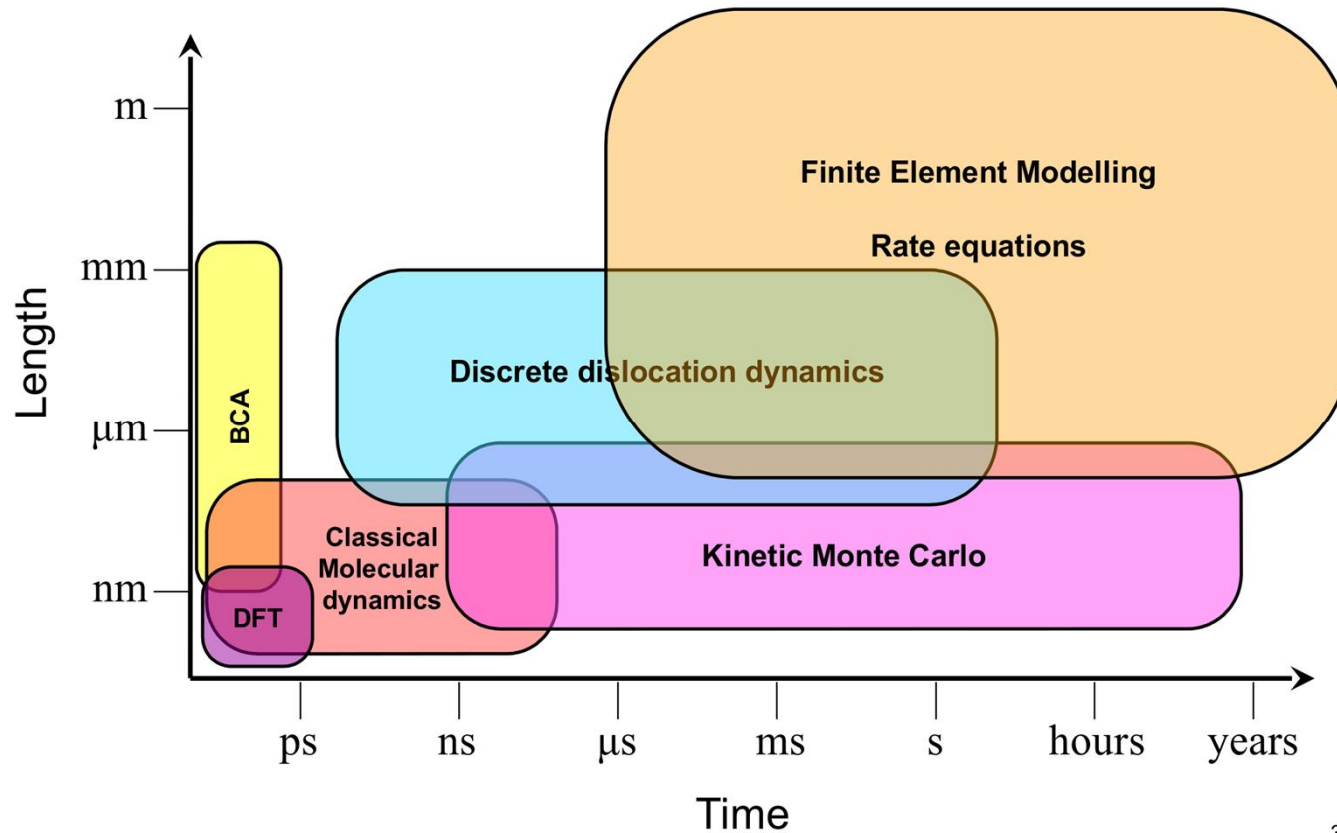 m
Finite Element Modelling
Rate equations
mm
Length
Discrete dislocation dynamics
BCA
μm
Classical
Molecular
dynamics
Kinetic Monte Carlo
nm
DFT
ps ns μs ms s hours years
Time